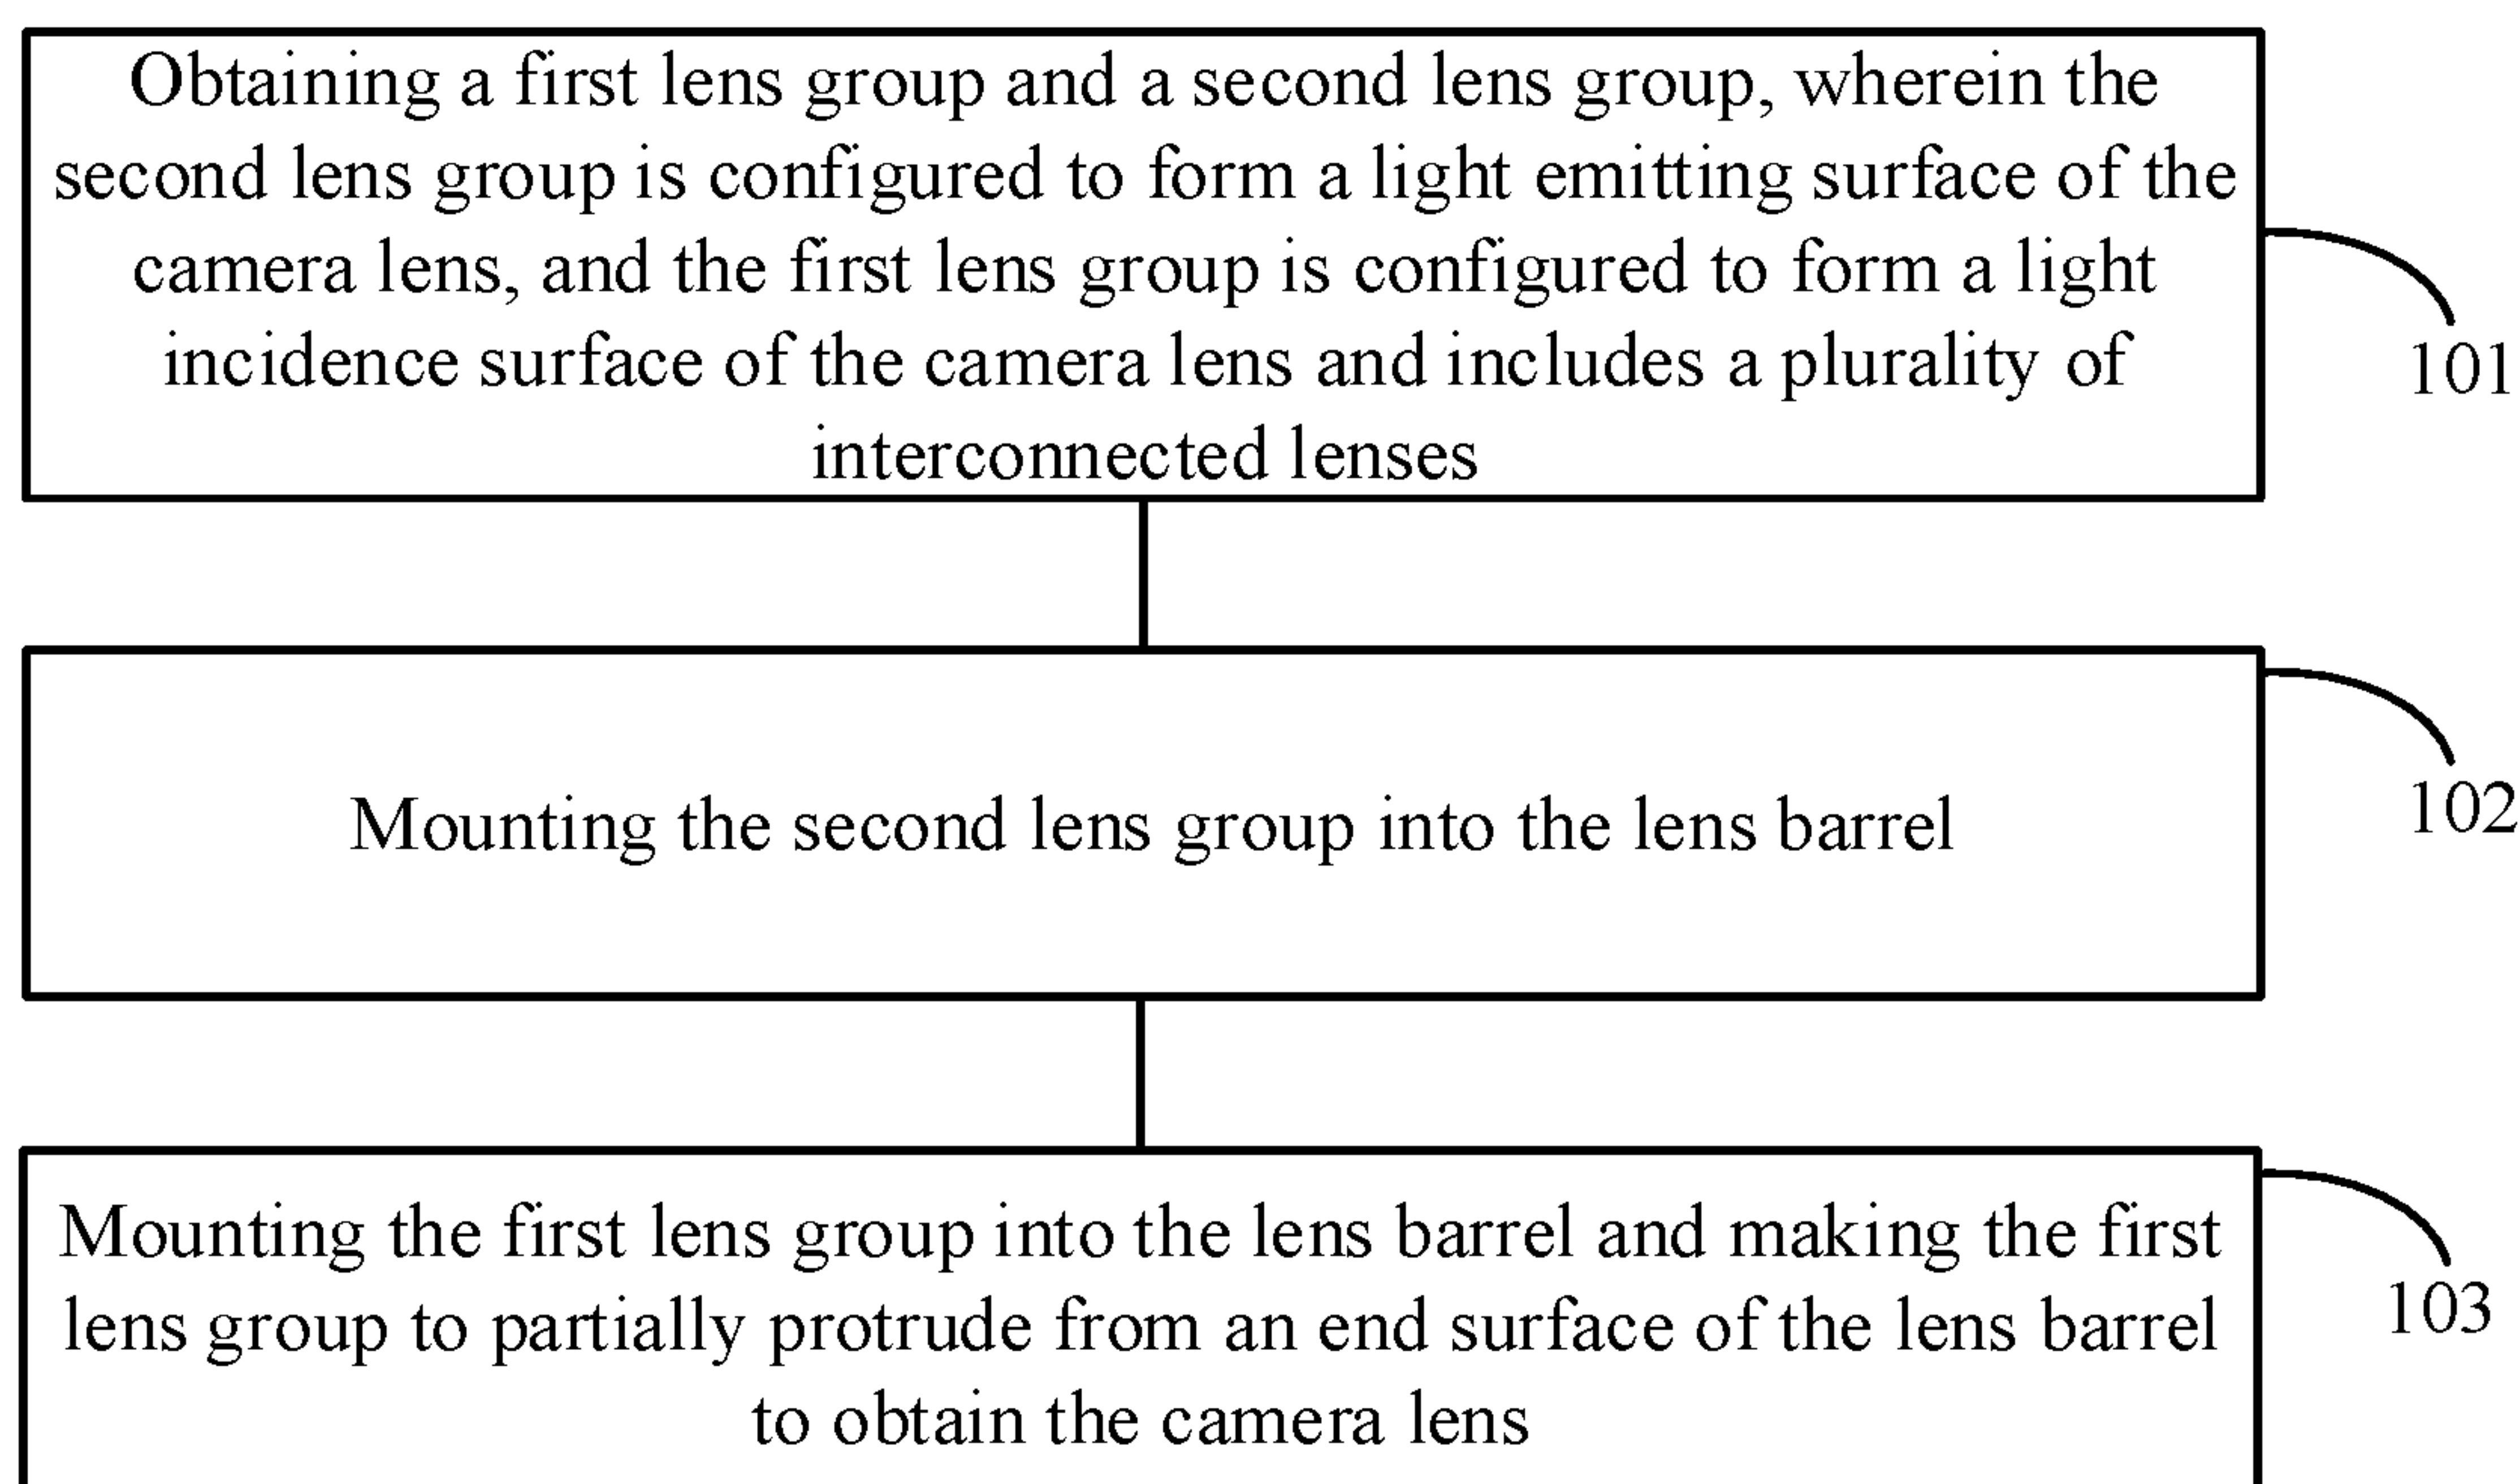 Obtaining a first lens group and a second lens group, wherein the
second lens group is configured to form a light emitting surface of the
camera lens, and the first lens group is configured to form a light
incidence surface of the camera lens and includes a plurality of
interconnected lenses
101
Mounting the second lens group into the lens barrel
102
Mounting the first lens group into the lens barrel and making the first
lens group to partially protrude from an end surface of the lens barrel
to obtain the camera lens
103